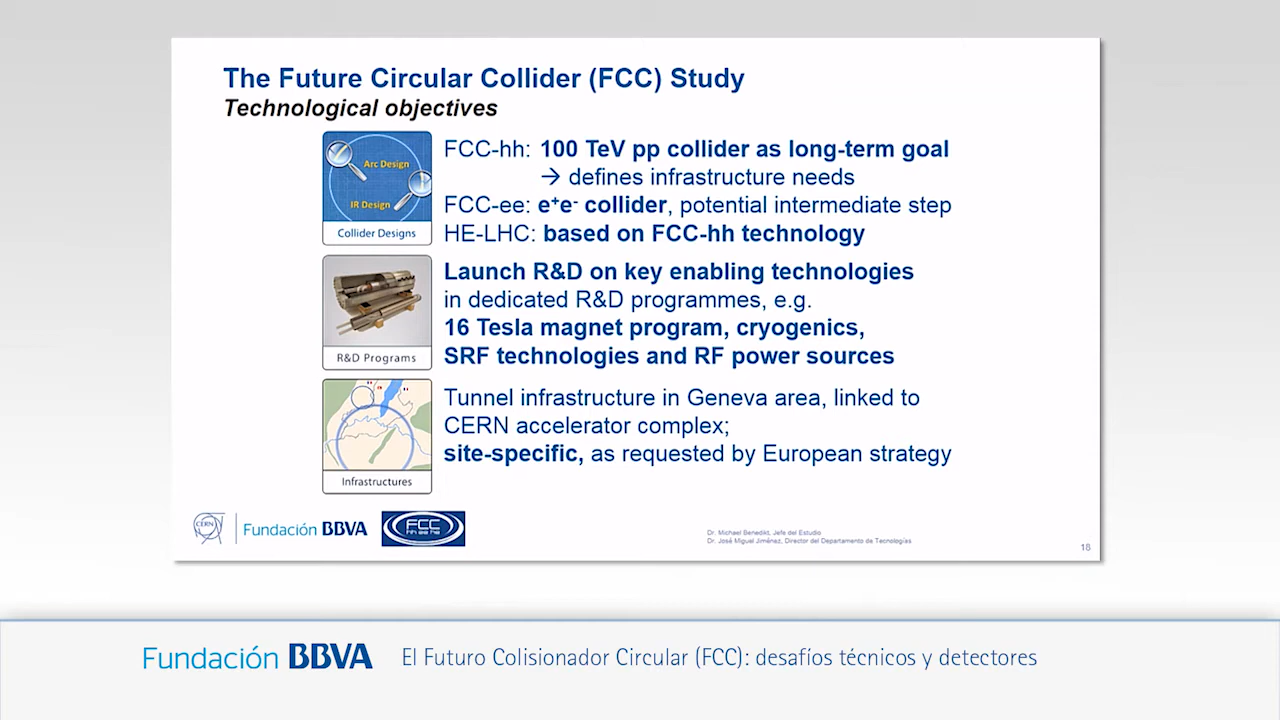 The Future Circular Collider (FCC) Study
Technological objectives
Arc Design
IR Design
Collider Designs
FCC-hh: 100 TeV pp collider as long-term goal
→ defines infrastructure needs
FCC-ee: e+e- collider, potential intermediate step
HE-LHC: based on FCC-hh technology
R&D Programs
Launch R&D on key enabling technologies
in dedicated R&D programmes, e.g.
16 Tesla magnet program, cryogenics,
SRF technologies and RF power sources
Infrastructures
Tunnel infrastructure in Geneva area, linked to
CERN accelerator complex;
site-specific, as requested by European strategy
CERN
Fundación BBVA
FCC
hh ee he
Dr. Michael Benedikt, Jefe del Estudio
Dr. José Miguel Jiménez, Director del Departamento de Tecnologías
18
Fundación BBVA
El Futuro Colisionador Circular (FCC): desafíos técnicos y detectores